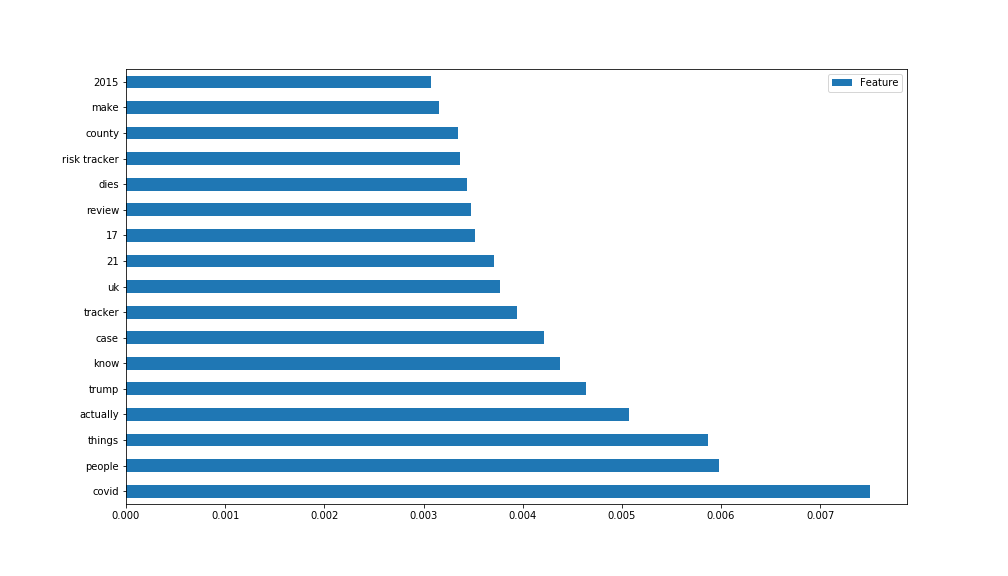 Feature
2015
make
county
risk tracker
dies
review
17
21
uk
tracker
case
know
trump
actually
things
people
covid
0.000 0.001 0.002 0.003 0.004 0.005 0.006 0.007